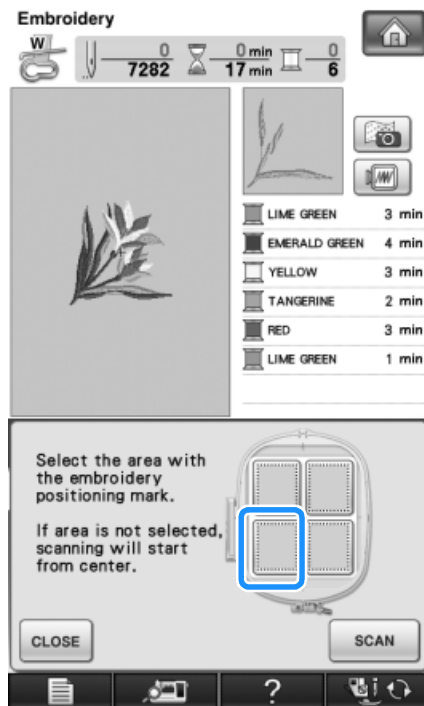 Embroidery
W
0 0 min 0
7282 17 min 6
LIME GREEN 3 min
EMERALD GREEN 4 min
YELLOW 3 min
TANGERINE 2 min
RED 3 min
LIME GREEN 1 min
Select the area with
the embroidery
positioning mark.
If area is not selected,
scanning will start
from center.
CLOSE SCAN
?